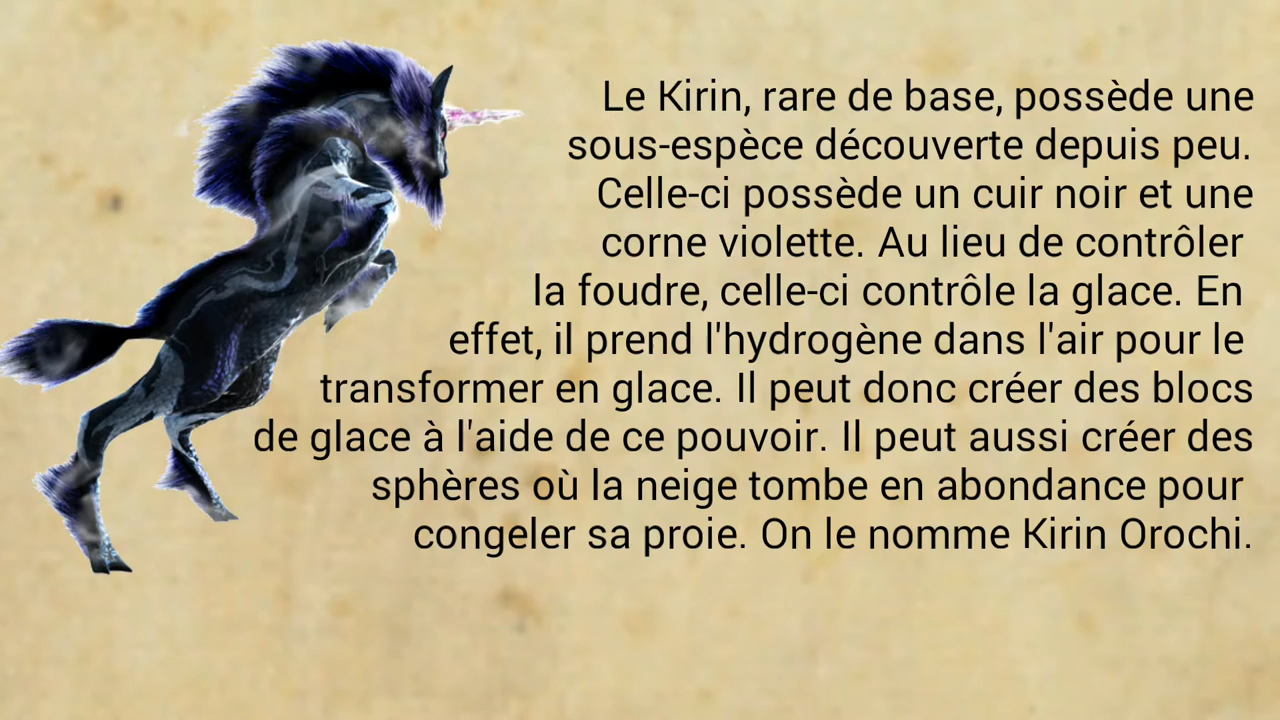 Le Kirin, rare de base, possède une
sous-espèce découverte depuis peu.
Celle-ci possède un cuir noir et une
corne violette. Au lieu de contrôler
la foudre, celle-ci contrôle la glace. En
effet, il prend l'hydrogène dans l'air pour le
transformer en glace. Il peut donc créer des blocs
de glace à l'aide de ce pouvoir. Il peut aussi créer des
sphères où la neige tombe en abondance pour
congeler sa proie. On le nomme Kirin Orochi.